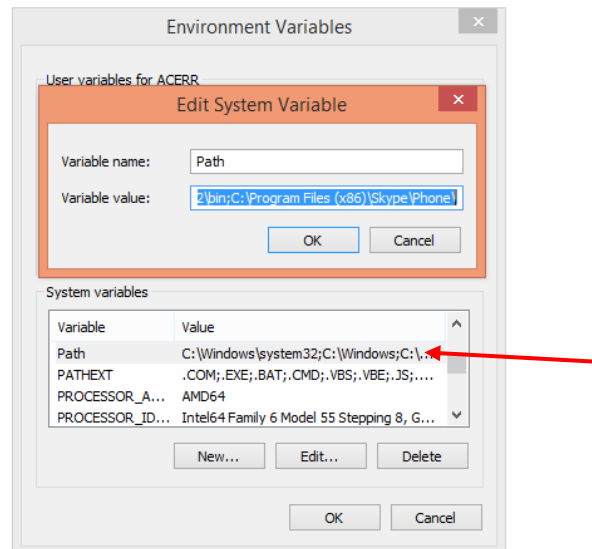 Environment Variables
User variables for ACERR
Edit System Variable
Variable name: Path
Variable value: 2\bin;C:\Program Files (x86)\Skype\Phone\
OK Cancel
System variables
Variable Value
Path C:\Windows\system32;C:\Windows;C:\...
PATHEXT .COM;.EXE;.BAT;.CMD;.VBS;.VBE;.JS;....
PROCESSOR_A... AMD64
PROCESSOR_ID... Intel64 Family 6 Model 55 Stepping 8, G...
New... Edit... Delete
OK Cancel